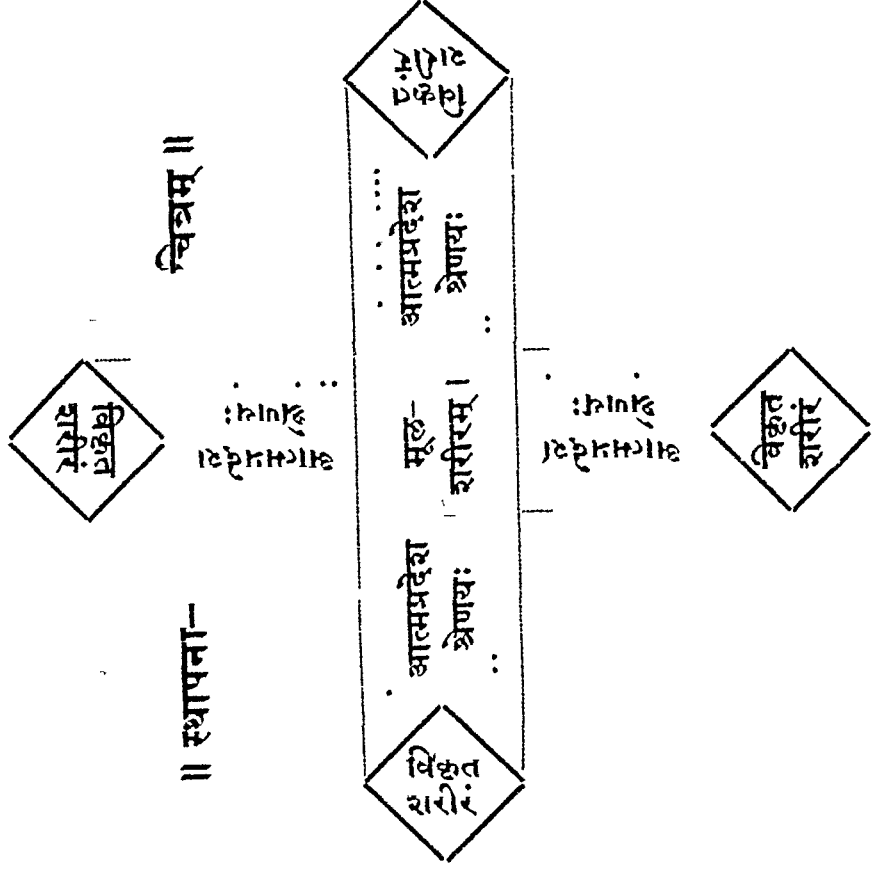 ॥ स्थापना-
चित्रम् ॥
विकृत
शरीरं
आत्मप्रदेश
श्रेणयः
विकृत
शरीरं
आत्मप्रदेश
श्रेणयः
मूल-
शरीरम् ।
आत्मप्रदेश
श्रेणयः
विकृत
शरीरं
आत्मप्रदेश
श्रेणयः
विकृत
शरीरं